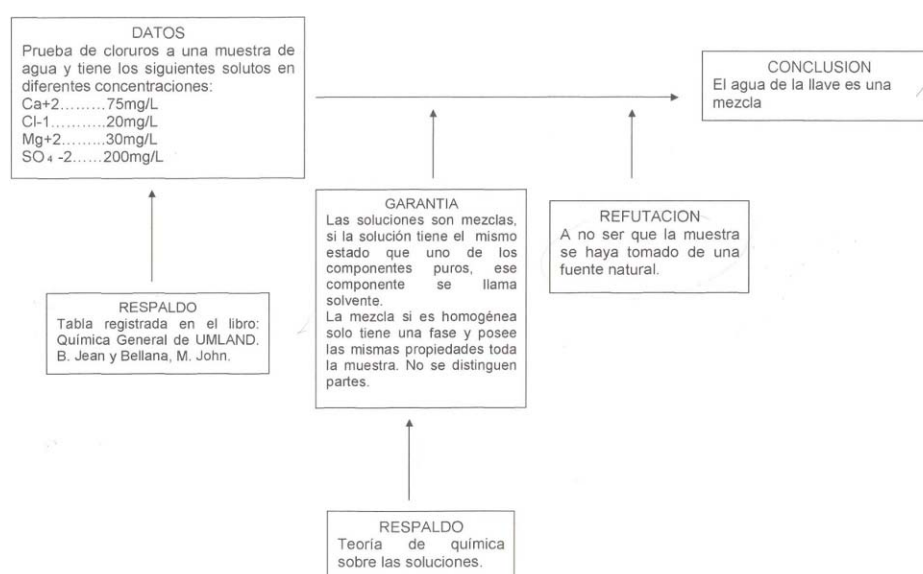 DATOS
Prueba de cloruros a una muestra de
agua y tiene los siguientes solutos en
diferentes concentraciones:
Ca+2.........75mg/L
Cl-1...........20mg/L
Mg+2.........30mg/L
SO₄ -2......200mg/L
CONCLUSION
El agua de la llave es una
mezcla
GARANTIA
Las soluciones son mezclas,
si la solución tiene el mismo
estado que uno de los
componentes puros, ese
componente se llama
solvente.
La mezcla si es homogénea
solo tiene una fase y posee
las mismas propiedades toda
la muestra. No se distinguen
partes.
REFUTACION
A no ser que la muestra
se haya tomado de una
fuente natural.
RESPALDO
Tabla registrada en el libro:
Química General de UMLAND.
B. Jean y Bellana, M. John.
RESPALDO
Teoría de química
sobre las soluciones.